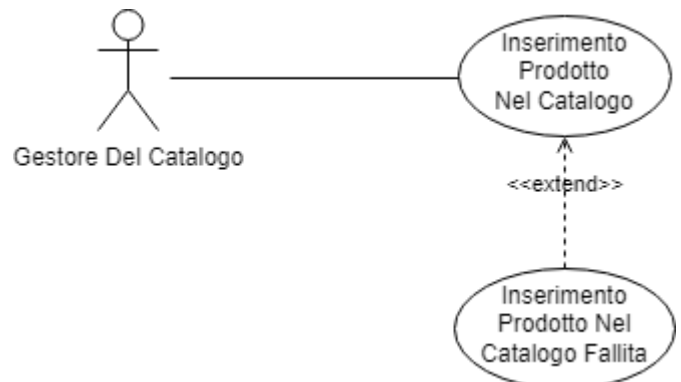 Inserimento
Prodotto
Nel Catalogo
Gestore Del Catalogo
<<extend>>
Inserimento
Prodotto Nel
Catalogo Fallita